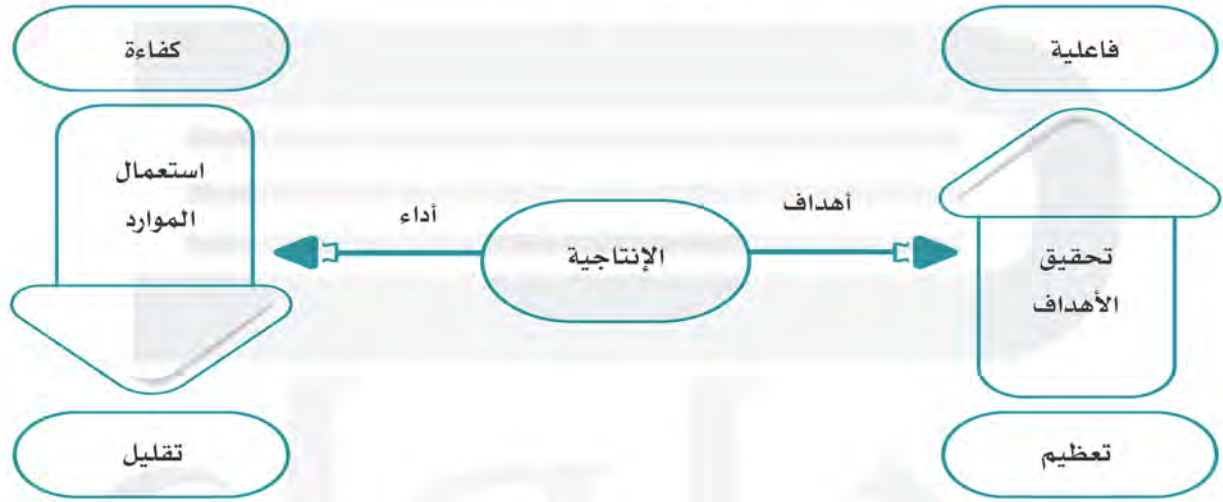 فاعلية
كفاءة
تحقيق
الأهداف
أهداف
الإنتاجية
أداء
استعمال
الموارد
تعظيم
تقليل